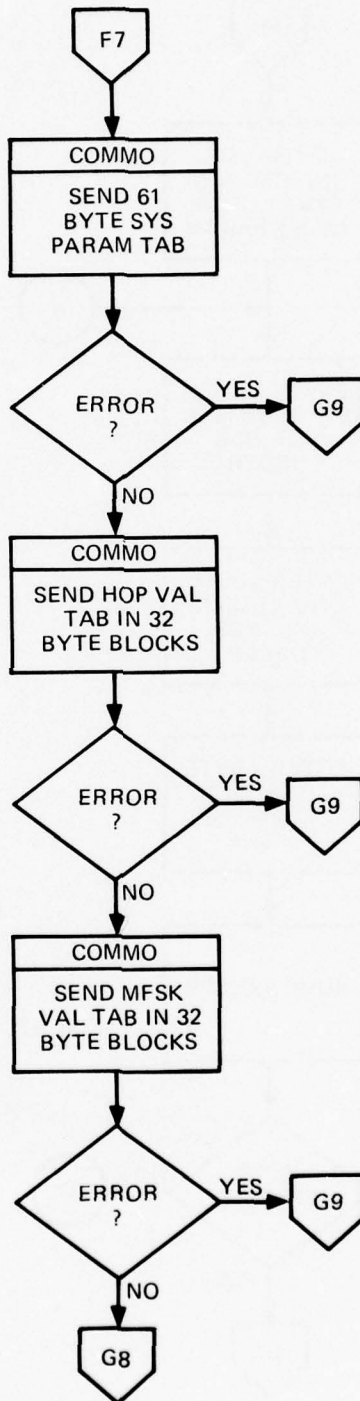 F7
COMMO
SEND 61
BYTE SYS
PARAM TAB
ERROR
?
YES
G9
NO
COMMO
SEND HOP VAL
TAB IN 32
BYTE BLOCKS
ERROR
?
YES
G9
NO
COMMO
SEND MFSK
VAL TAB IN 32
BYTE BLOCKS
ERROR
?
YES
G9
NO
G8